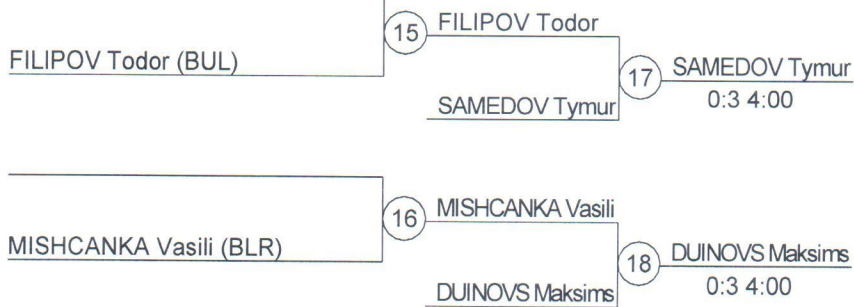 15 FILIPOV Todor
FILIPOV Todor (BUL)
17 SAMEDOV Tymur
SAMEDOV Tymur
0:3 4:00
16 MISHCANKA Vasili
MISHCANKA Vasili (BLR)
18 DUINOVS Maksims
DUINOVS Maksims
0:3 4:00